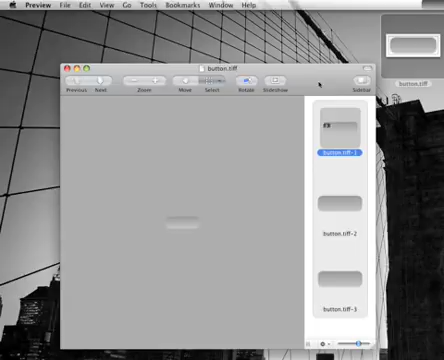 Preview File Edit View Go Tools Bookmarks Window Help
button.tiff
Previous Next Zoom Move Select Rotate Slideshow Sidebar
button.tiff-1
button.tiff-2
button.tiff-3
button.tiff